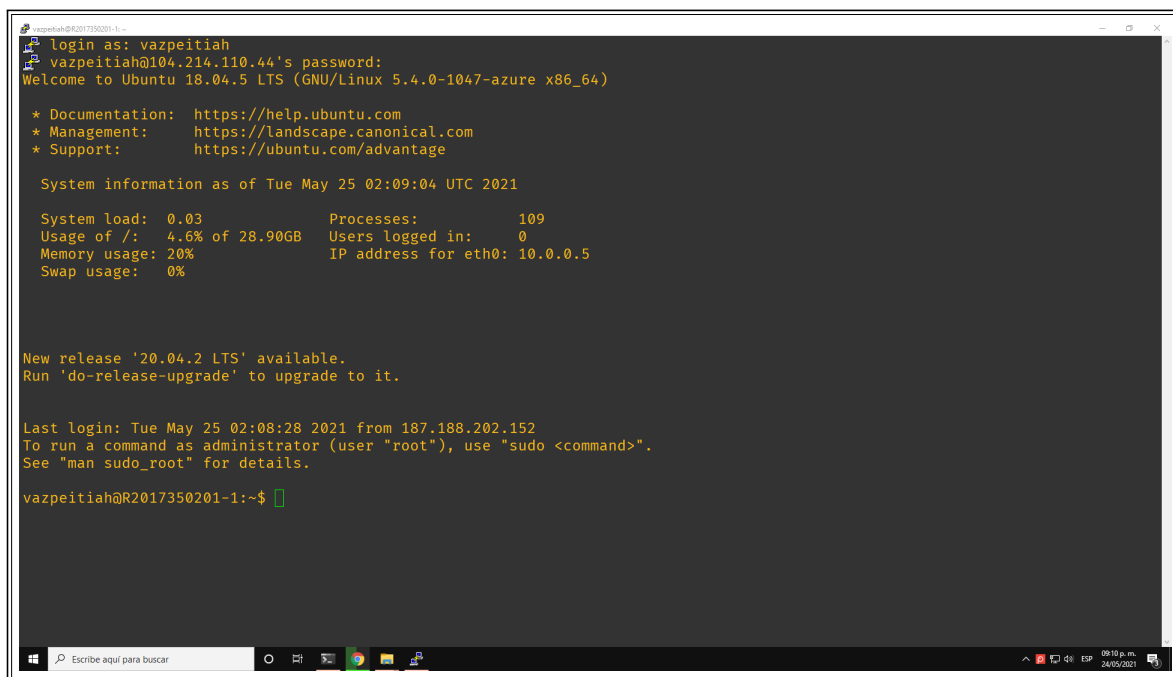 vazpeitiah@R2017350201-1: ~
login as: vazpeitiah
vazpeitiah@104.214.110.44's password:
Welcome to Ubuntu 18.04.5 LTS (GNU/Linux 5.4.0-1047-azure x86_64)
* Documentation:  https://help.ubuntu.com
* Management:     https://landscape.canonical.com
* Support:        https://ubuntu.com/advantage
System information as of Tue May 25 02:09:04 UTC 2021
System load:  0.03              Processes:           109
Usage of /:   4.6% of 28.90GB   Users logged in:     0
Memory usage: 20%               IP address for eth0: 10.0.0.5
Swap usage:   0%
New release '20.04.2 LTS' available.
Run 'do-release-upgrade' to upgrade to it.
Last login: Tue May 25 02:08:28 2021 from 187.188.202.152
To run a command as administrator (user "root"), use "sudo <command>".
See "man sudo_root" for details.
vazpeitiah@R2017350201-1:~$
Escribe aquí para buscar
ESP
09:10 p. m.
24/05/2021